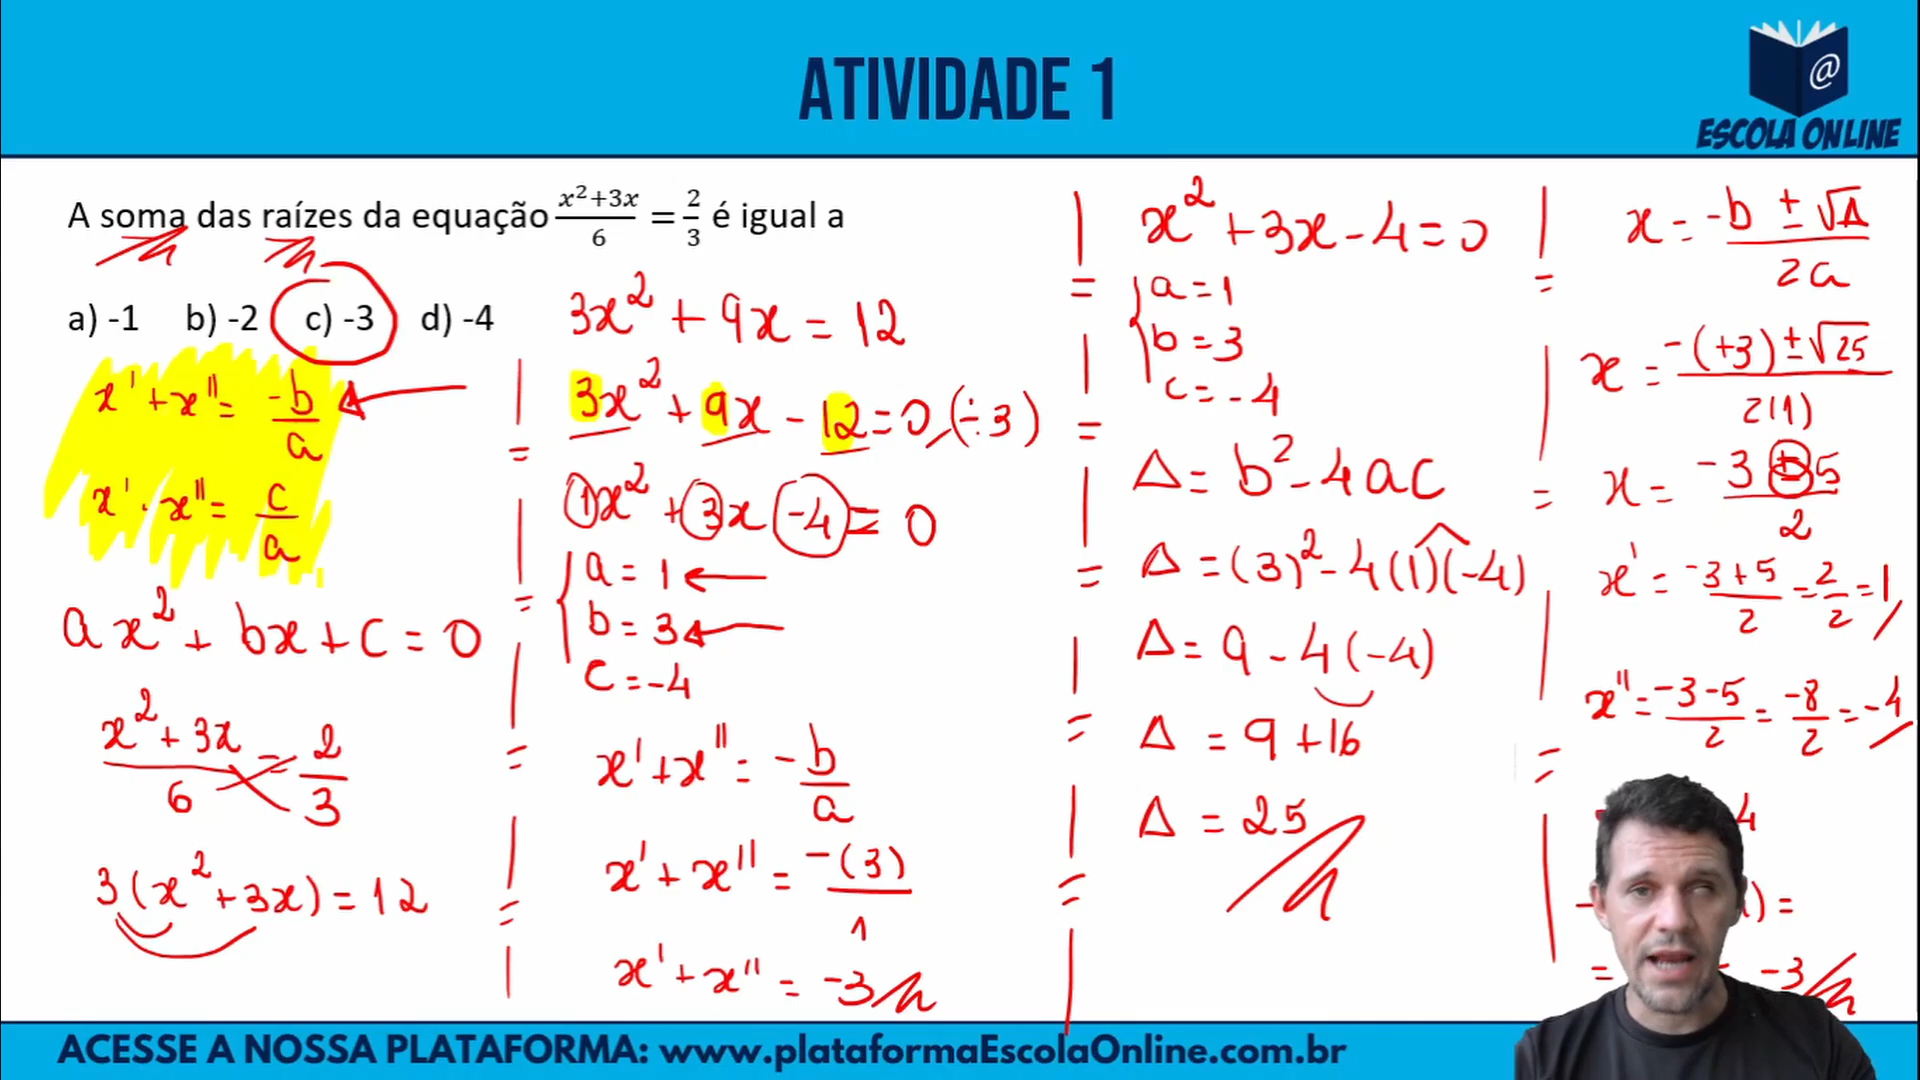 ATIVIDADE 1
@
ESCOLA ONLINE
A soma das raízes da equação (x²+3x)/6 = 2/3 é igual a
a) -1 b) -2 c) -3 d) -4
x' + x'' = -b/a
x' . x'' = c/a
ax² + bx + c = 0
(x² + 3x)/6 = 2/3
3(x² + 3x) = 12
3x² + 9x = 12
3x² + 9x - 12 = 0 (÷3)
1x² + 3x - 4 = 0
a = 1
b = 3
c = -4
x' + x'' = -b/a
x' + x'' = -(3)/1
x' + x'' = -3
x² + 3x - 4 = 0
a = 1
b = 3
c = -4
Δ = b² - 4ac
Δ = (3)² - 4(1)(-4)
Δ = 9 - 4(-4)
Δ = 9 + 16
Δ = 25
x = (-b ± √Δ)/2a
x = (-(+3) ± √25)/2(1)
x = (-3 ± 5)/2
x' = (-3+5)/2 = 2/2 = 1
x'' = (-3-5)/2 = -8/2 = -4
4
) =
= -3
ACESSE A NOSSA PLATAFORMA: www.plataformaEscolaOnline.com.br